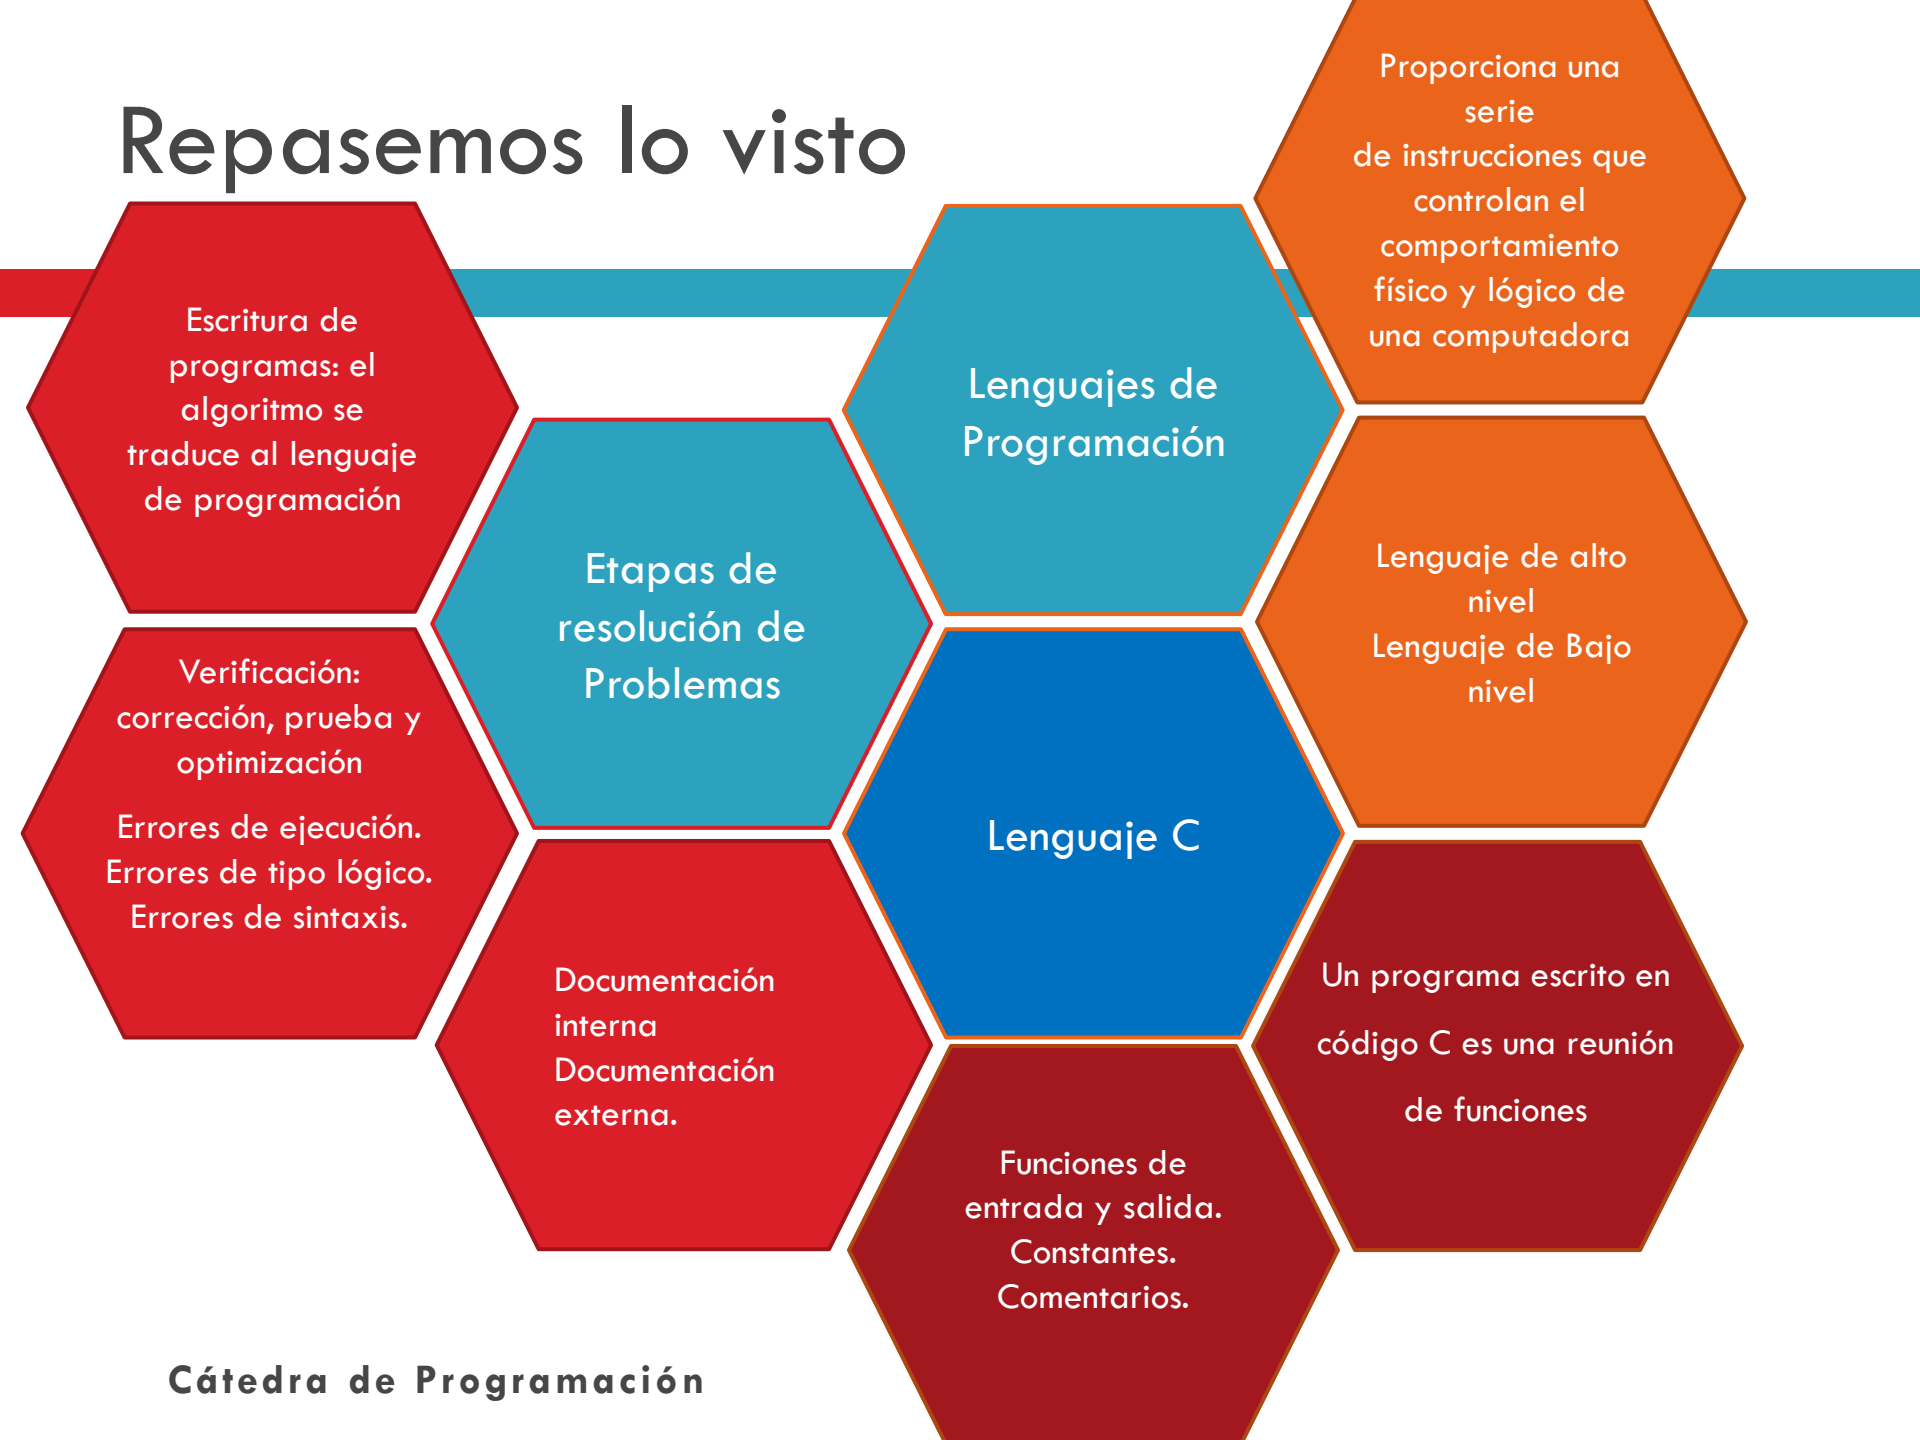 Repasemos lo visto
Escritura de
programas: el
algoritmo se
traduce al lenguaje
de programación
Verificación:
corrección, prueba y
optimización
Errores de ejecución.
Errores de tipo lógico.
Errores de sintaxis.
Etapas de
resolución de
Problemas
Documentación
interna
Documentación
externa.
Lenguajes de
Programación
Proporciona una
serie
de instrucciones que
controlan el
comportamiento
físico y lógico de
una computadora
Lenguaje de alto
nivel
Lenguaje de Bajo
nivel
Lenguaje C
Un programa escrito en
código C es una reunión
de funciones
Funciones de
entrada y salida.
Constantes.
Comentarios.
Cátedra de Programación